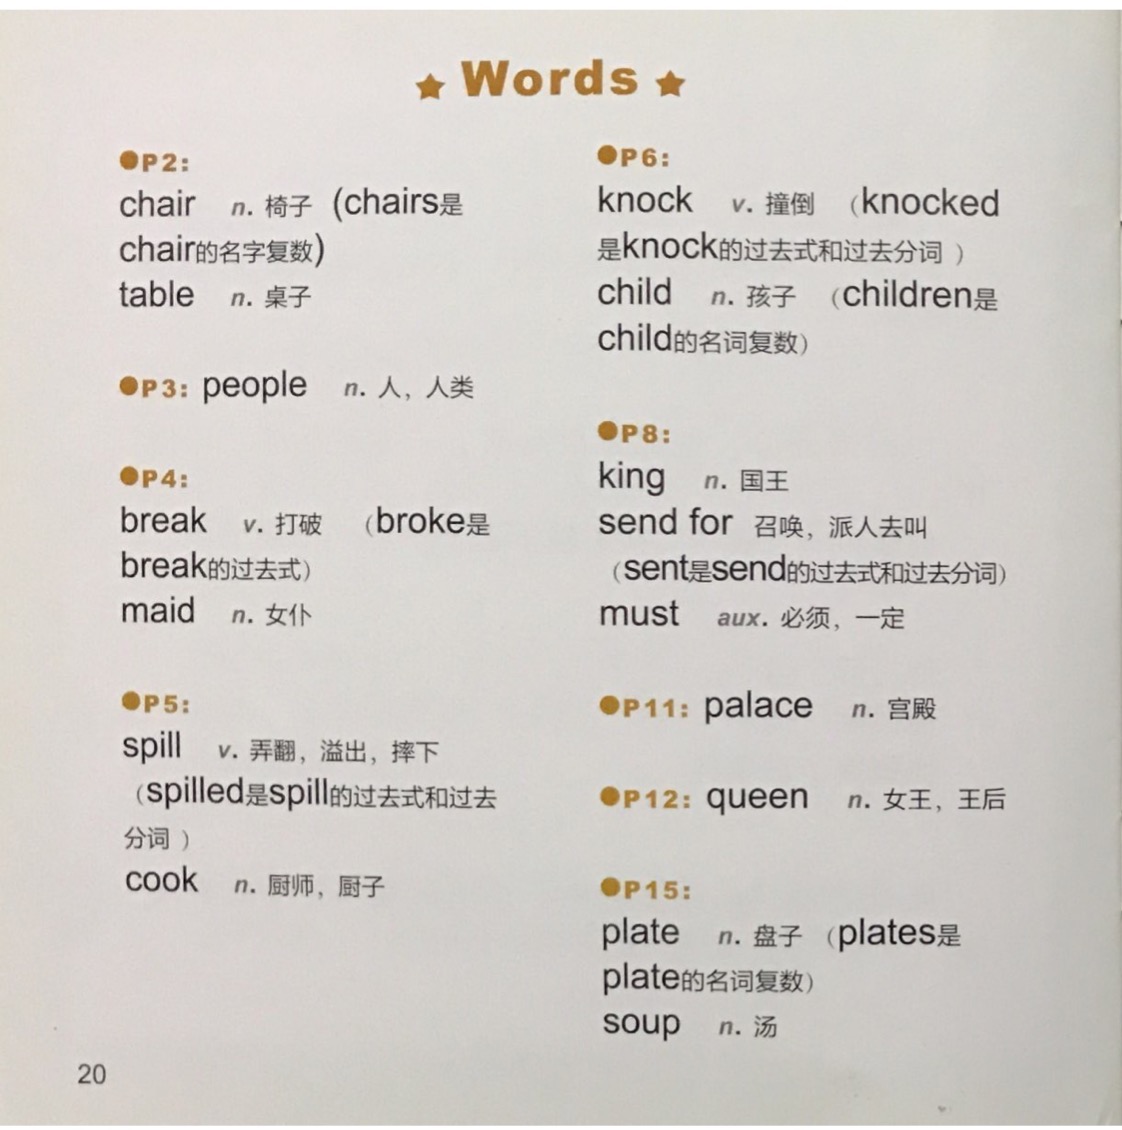 ★ Words ★
●P2:
chair n. 椅子 (chairs是
chair的名字复数)
table n. 桌子
●P3: people n. 人，人类
●P4:
break v. 打破 （broke是
break的过去式）
maid n. 女仆
●P5:
spill v. 弄翻，溢出，摔下
（spilled是spill的过去式和过去
分词 ）
cook n. 厨师，厨子
●P6:
knock v. 撞倒 （knocked
是knock的过去式和过去分词 ）
child n. 孩子 （children是
child的名词复数）
●P8:
king n. 国王
send for 召唤，派人去叫
（sent是send的过去式和过去分词）
must aux. 必须，一定
●P11: palace n. 宫殿
●P12: queen n. 女王，王后
●P15:
plate n. 盘子 （plates是
plate的名词复数）
soup n. 汤
20